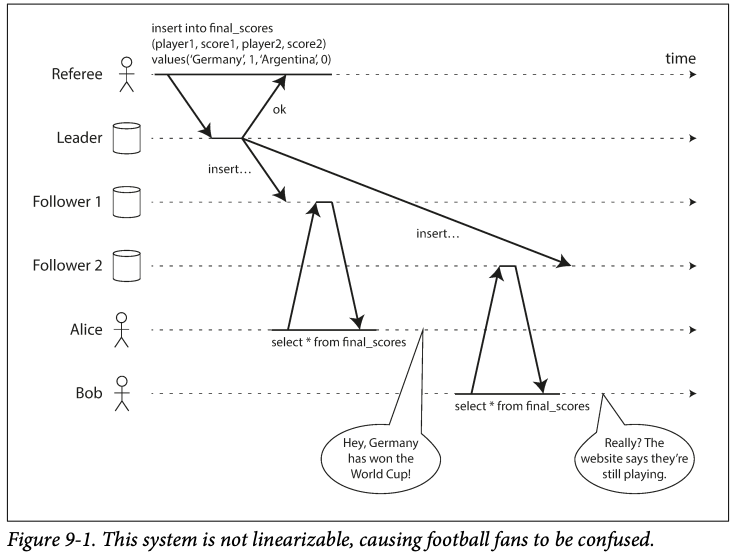 insert into final_scores
(player1, score1, player2, score2)
values(‘Germany’, 1, ‘Argentina’, 0)
time
Referee
ok
Leader
insert…
Follower 1
insert…
Follower 2
Alice
select * from final_scores
Bob
select * from final_scores
Hey, Germany
has won the
World Cup!
Really? The
website says they’re
still playing.
Figure 9-1. This system is not linearizable, causing football fans to be confused.